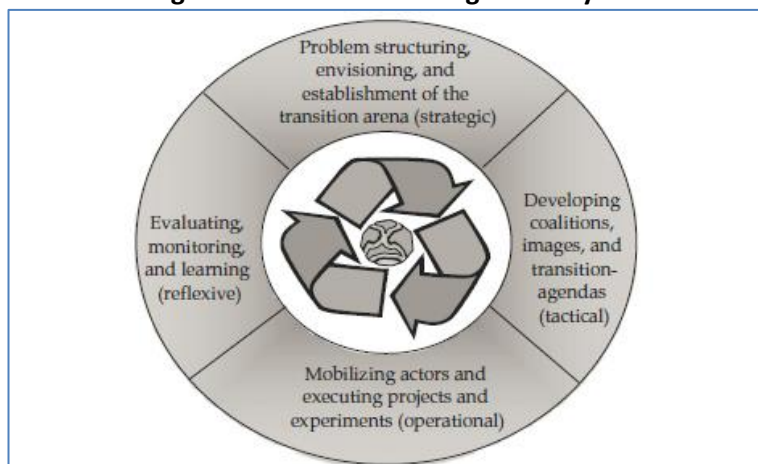 Problem structuring,
envisioning, and
establishment of the
transition arena (strategic)
Developing
coalitions,
images, and
transition-
agendas
(tactical)
Mobilizing actors and
executing projects and
experiments (operational)
Evaluating,
monitoring,
and learning
(reflexive)